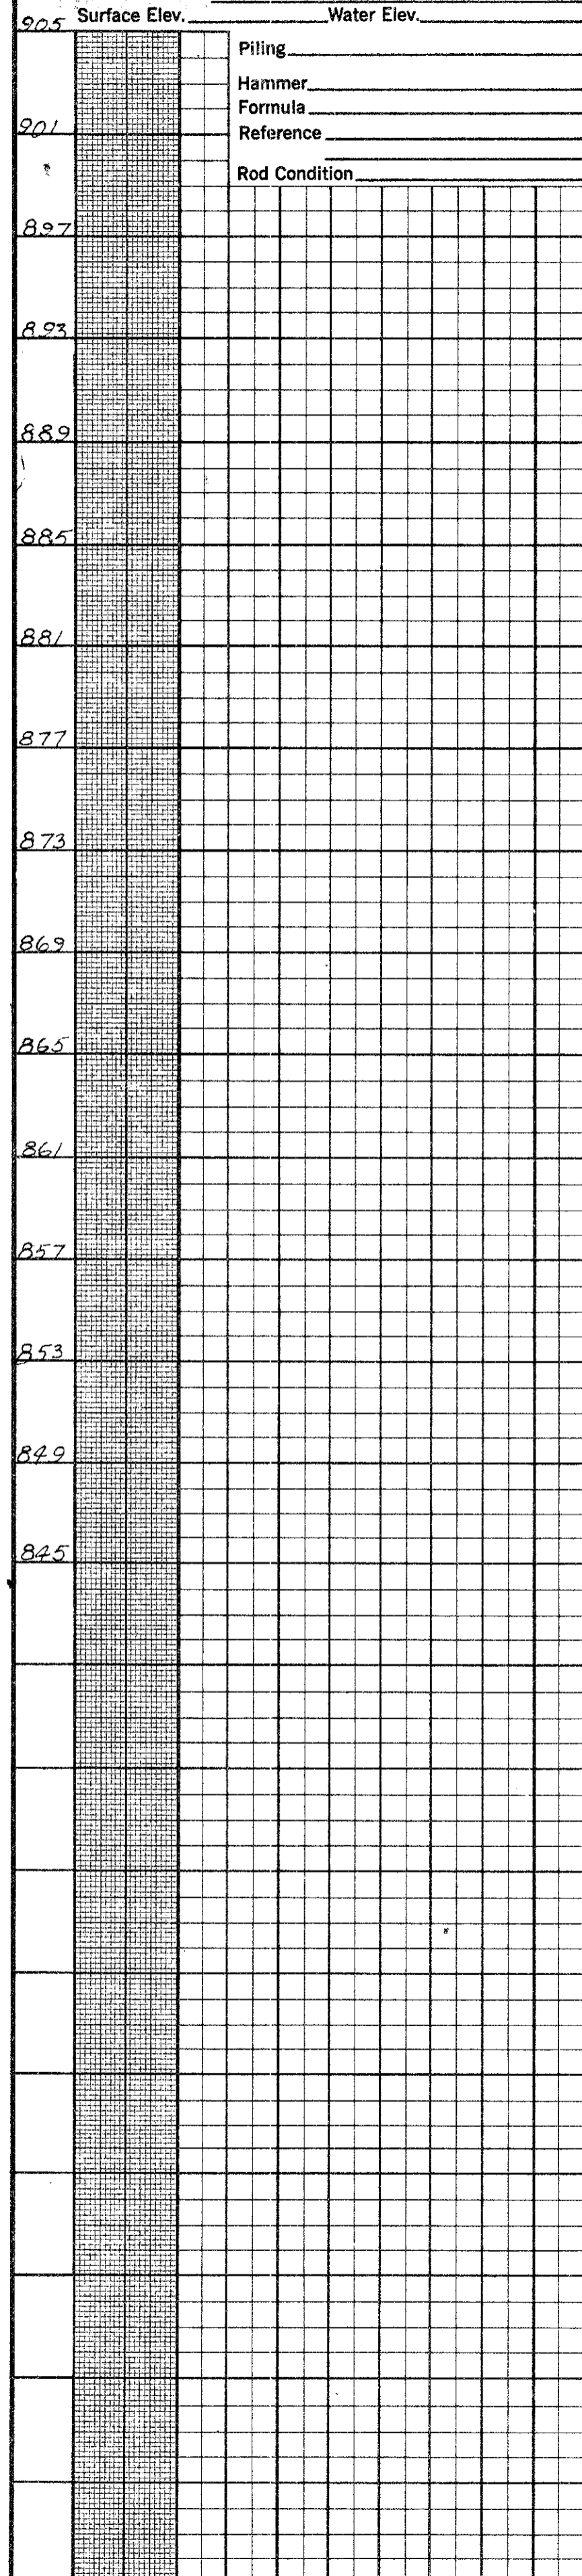 Surface Elev. Water Elev.
905
Piling
Hammer
Formula
901
Reference
Rod Condition
897
893
889
885
881
877
873
869
865
861
857
853
849
845